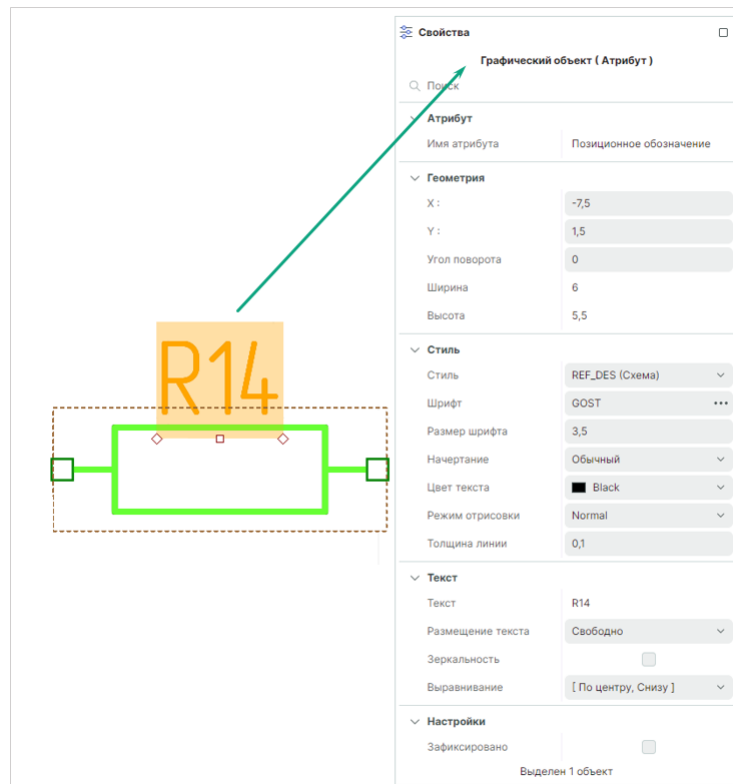 Свойства
Графический объект ( Атрибут )
Поиск
Атрибут
Имя атрибута Позиционное обозначение
Геометрия
X : -7,5
Y : 1,5
Угол поворота 0
Ширина 6
Высота 5,5
Стиль
Стиль REF_DES (Схема)
Шрифт GOST
Размер шрифта 3,5
Начертание Обычный
Цвет текста Black
Режим отрисовки Normal
Толщина линии 0,1
Текст
Текст R14
Размещение текста Свободно
Зеркальность
Выравнивание [ По центру, Снизу ]
Настройки
Зафиксировано
Выделен 1 объект
R14